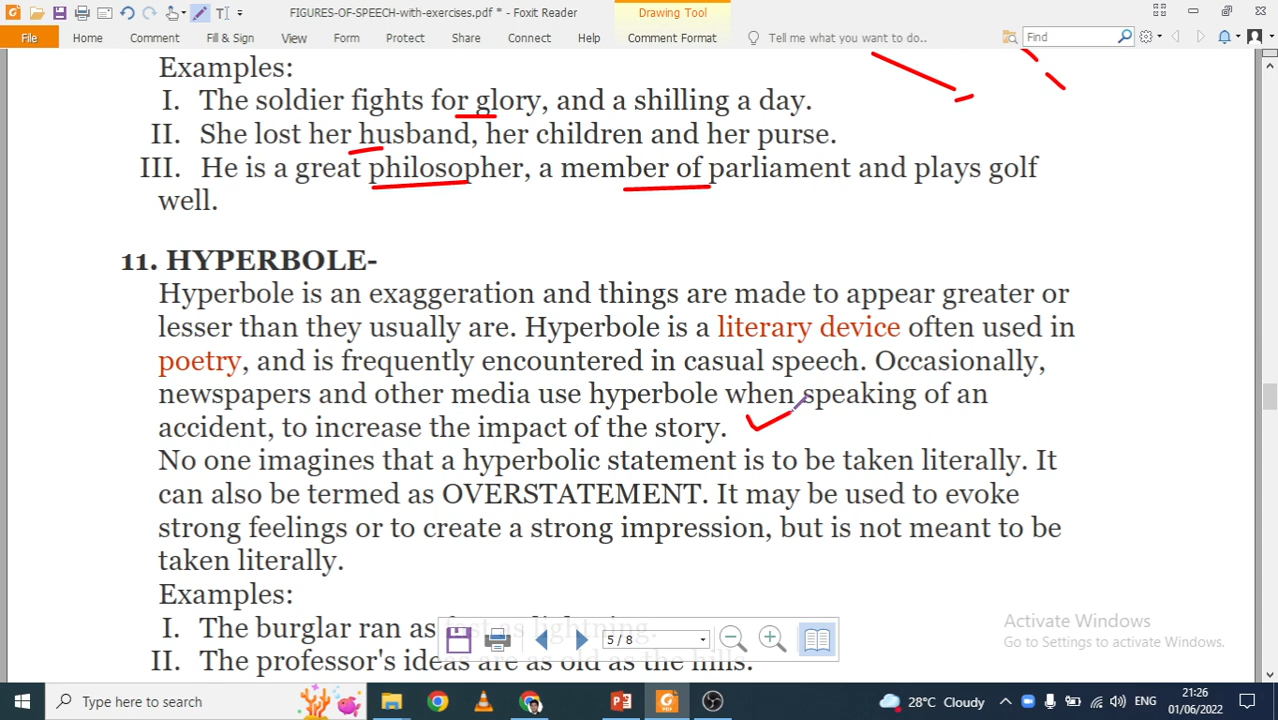 FIGURES-OF-SPEECH-with-exercises.pdf * - Foxit Reader
Drawing Tool
File Home Comment Fill & Sign View Form Protect Share Connect Help Comment Format Tell me what you want to do.. Find
Examples:
I. The soldier fights for glory, and a shilling a day.
II. She lost her husband, her children and her purse.
III. He is a great philosopher, a member of parliament and plays golf
well.
11. HYPERBOLE-
Hyperbole is an exaggeration and things are made to appear greater or
lesser than they usually are. Hyperbole is a literary device often used in
poetry, and is frequently encountered in casual speech. Occasionally,
newspapers and other media use hyperbole when speaking of an
accident, to increase the impact of the story.
No one imagines that a hyperbolic statement is to be taken literally. It
can also be termed as OVERSTATEMENT. It may be used to evoke
strong feelings or to create a strong impression, but is not meant to be
taken literally.
Examples:
I. The burglar ran as fast as lightning.
II. The professor's ideas are as old as the hills.
5 / 8
Activate Windows
Go to Settings to activate Windows.
Type here to search
28°C Cloudy
ENG
21:26
01/06/2022